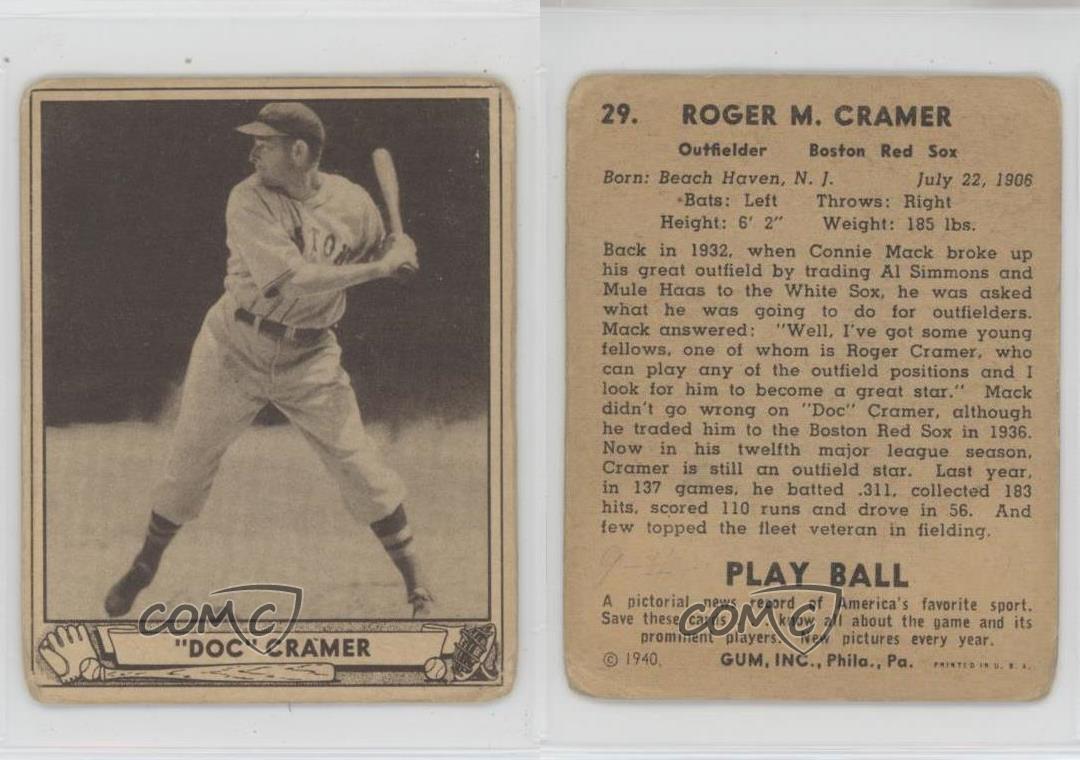 TO
"DOC" CRAMER
COMC
29. ROGER M. CRAMER
Outfielder Boston Red Sox
Born: Beach Haven, N. J. July 22, 1906
Bats: Left Throws: Right
Height: 6' 2" Weight: 185 lbs.
Back in 1932, when Connie Mack broke up
his great outfield by trading Al Simmons and
Mule Haas to the White Sox, he was asked
what he was going to do for outfielders.
Mack answered: "Well, I've got some young
fellows, one of whom is Roger Cramer, who
can play any of the outfield positions and I
look for him to become a great star." Mack
didn't go wrong on "Doc" Cramer, although
he traded him to the Boston Red Sox in 1936.
Now in his twelfth major league season,
Cramer is still an outfield star. Last year,
in 137 games, he batted .311, collected 183
hits, scored 110 runs and drove in 56. And
few topped the fleet veteran in fielding.
PLAY BALL
A pictorial news record of America's favorite sport.
Save these cards know all about the game and its
prominent players. New pictures every year.
© 1940. GUM, INC., Phila., Pa. PRINTED IN U. S. A.
COMC